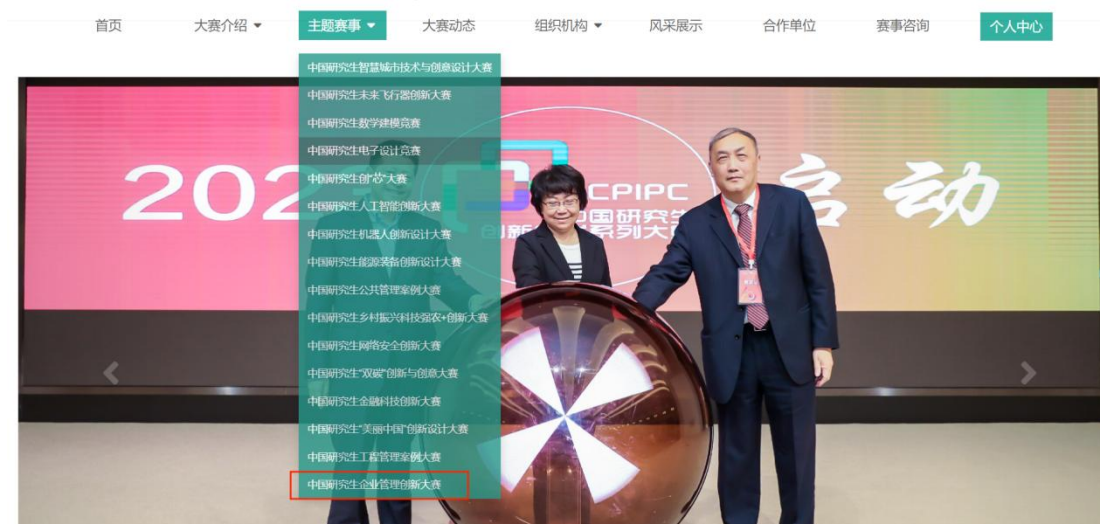 首页 大赛介绍 主题赛事 大赛动态 组织机构 风采展示 合作单位 赛事咨询 个人中心
中国研究生智慧城市技术与创意设计大赛
中国研究生未来飞行器创新大赛
中国研究生数学建模竞赛
中国研究生电子设计竞赛
中国研究生创"芯"大赛
中国研究生人工智能创新大赛
中国研究生机器人创新设计大赛
中国研究生能源装备创新设计大赛
中国研究生公共管理案例大赛
中国研究生乡村振兴科技强农+创新大赛
中国研究生网络安全创新大赛
中国研究生"双碳"创新与创意大赛
中国研究生金融科技创新大赛
中国研究生"美丽中国"创新设计大赛
中国研究生工程管理案例大赛
中国研究生企业管理创新大赛
202 启动
CPIPC
中国研究生
创新 系列大